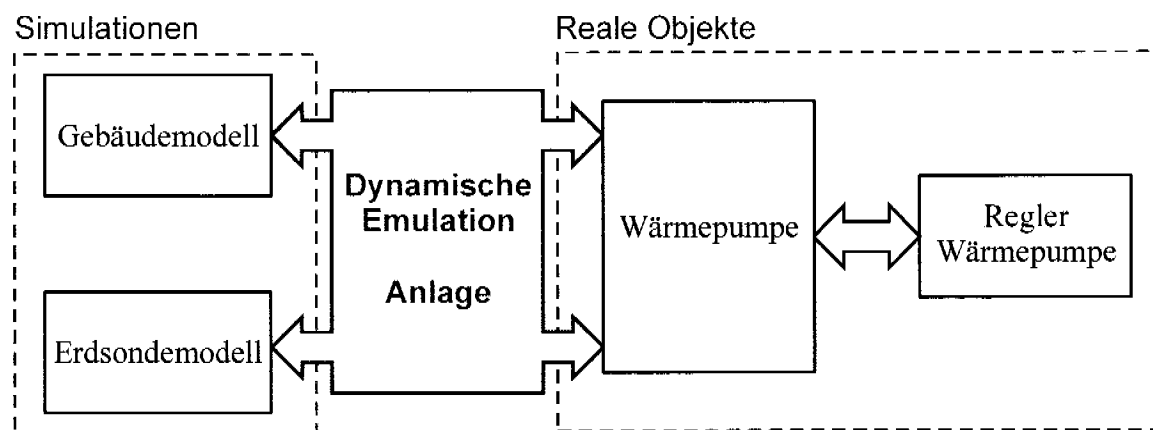 Simulationen
Reale Objekte
Gebäudemodell
Dynamische
Emulation
Anlage
Erdsondemodell
Wärmepumpe
Regler
Wärmepumpe